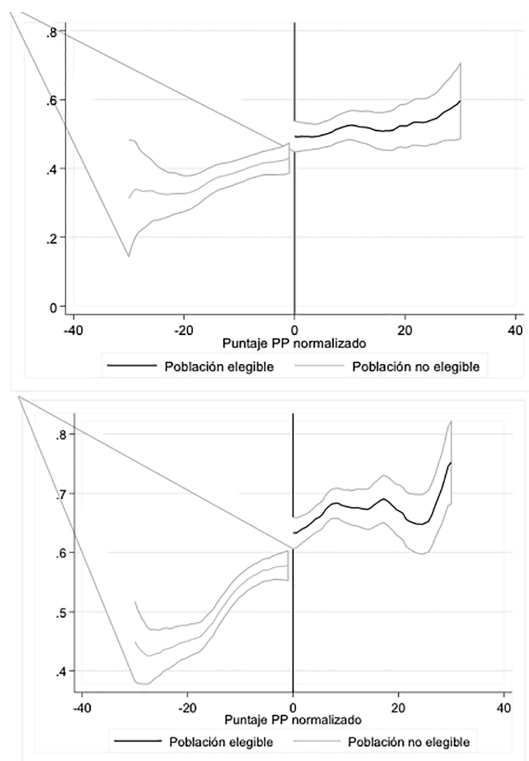 .8
.6
.4
.2
0
-40 -20 0 20 40
Puntaje PP normalizado
Población elegible Población no elegible
.8
.7
.6
.5
.4
-40 -20 0 20 40
Puntaje PP normalizado
Población elegible Población no elegible